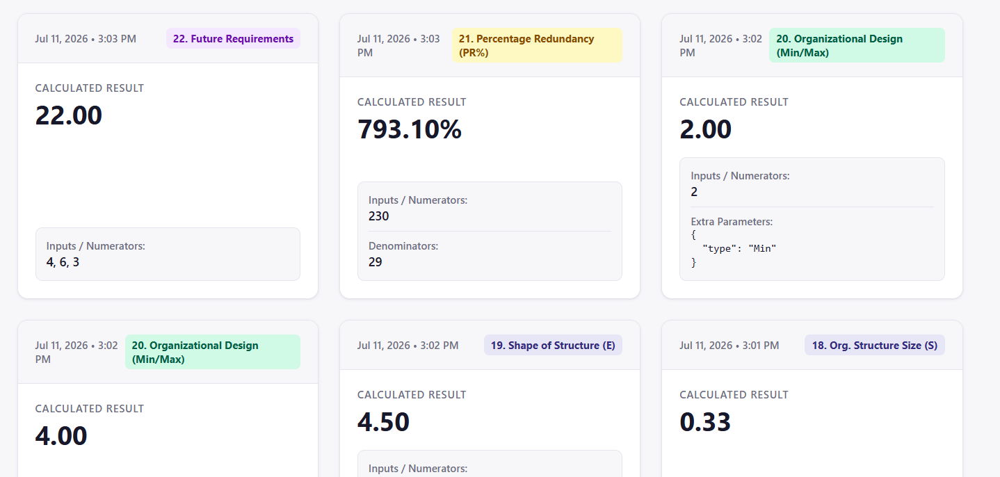 Jul 11, 2026 • 3:03 PM
22. Future Requirements
CALCULATED RESULT
22.00
Inputs / Numerators:
4, 6, 3
Jul 11, 2026 • 3:03
PM
21. Percentage Redundancy
(PR%)
CALCULATED RESULT
793.10%
Inputs / Numerators:
230
Denominators:
29
Jul 11, 2026 • 3:02
PM
20. Organizational Design
(Min/Max)
CALCULATED RESULT
2.00
Inputs / Numerators:
2
Extra Parameters:
{
  "type": "Min"
}
Jul 11, 2026 • 3:02
PM
20. Organizational Design
(Min/Max)
CALCULATED RESULT
4.00
Jul 11, 2026 • 3:02 PM
19. Shape of Structure (E)
CALCULATED RESULT
4.50
Inputs / Numerators:
Jul 11, 2026 • 3:01 PM
18. Org. Structure Size (S)
CALCULATED RESULT
0.33